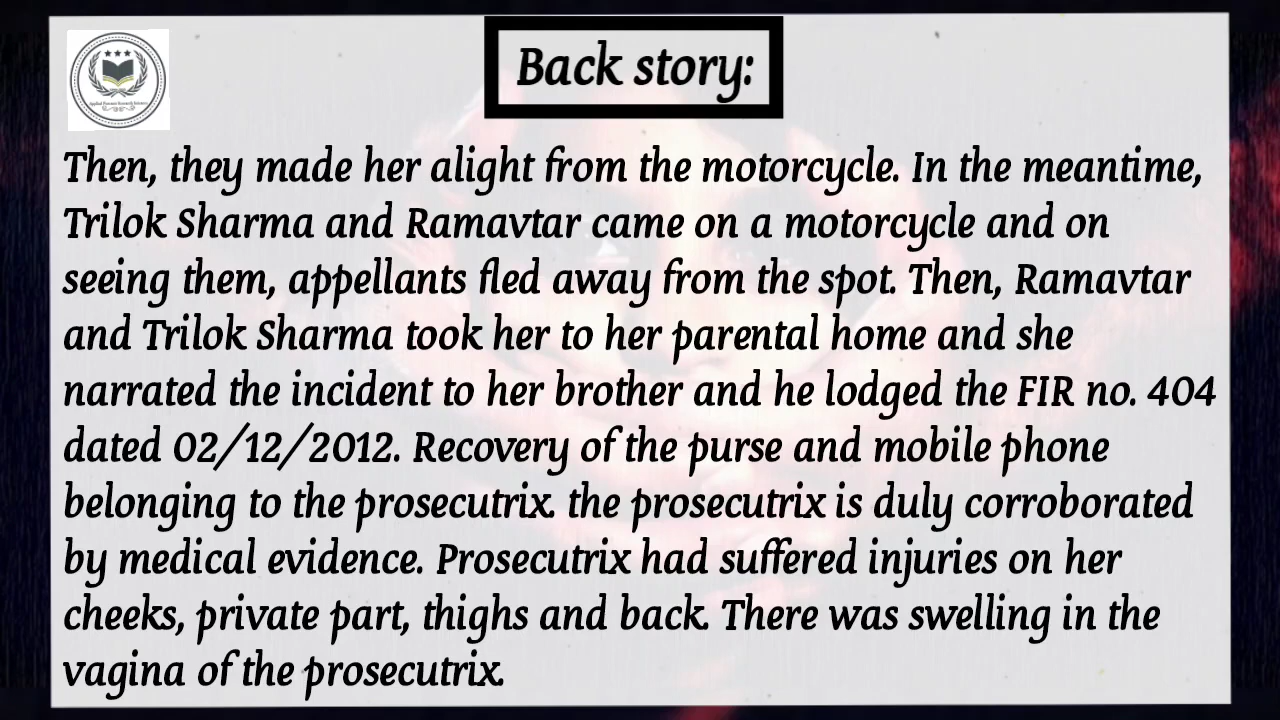 Back story:
Then, they made her alight from the motorcycle. In the meantime,
Trilok Sharma and Ramavtar came on a motorcycle and on
seeing them, appellants fled away from the spot. Then, Ramavtar
and Trilok Sharma took her to her parental home and she
narrated the incident to her brother and he lodged the FIR no. 404
dated 02/12/2012. Recovery of the purse and mobile phone
belonging to the prosecutrix. the prosecutrix is duly corroborated
by medical evidence. Prosecutrix had suffered injuries on her
cheeks, private part, thighs and back. There was swelling in the
vagina of the prosecutrix.